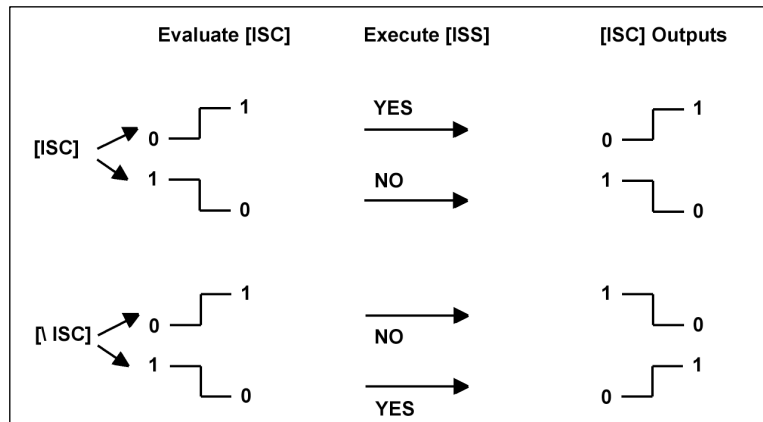 Evaluate [ISC] Execute [ISS] [ISC] Outputs
1 YES 1
0 0
[ISC]
1 NO 1
0 0
1 1
0 NO 0
[\ ISC]
1 1
0 YES 0